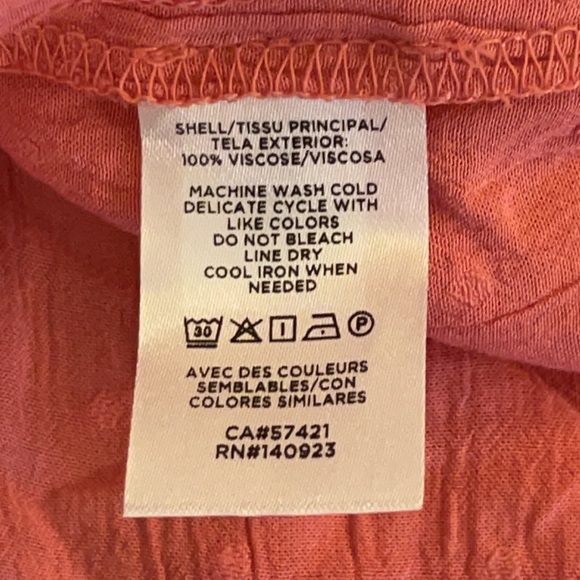 SHELL/TISSU PRINCIPAL/
TELA EXTERIOR:
100% VISCOSE/VISCOSA
MACHINE WASH COLD
DELICATE CYCLE WITH
LIKE COLORS
DO NOT BLEACH
LINE DRY
COOL IRON WHEN
NEEDED
30 P
AVEC DES COULEURS
SEMBLABLES/CON
COLORES SIMILARES
CA#57421
RN#140923